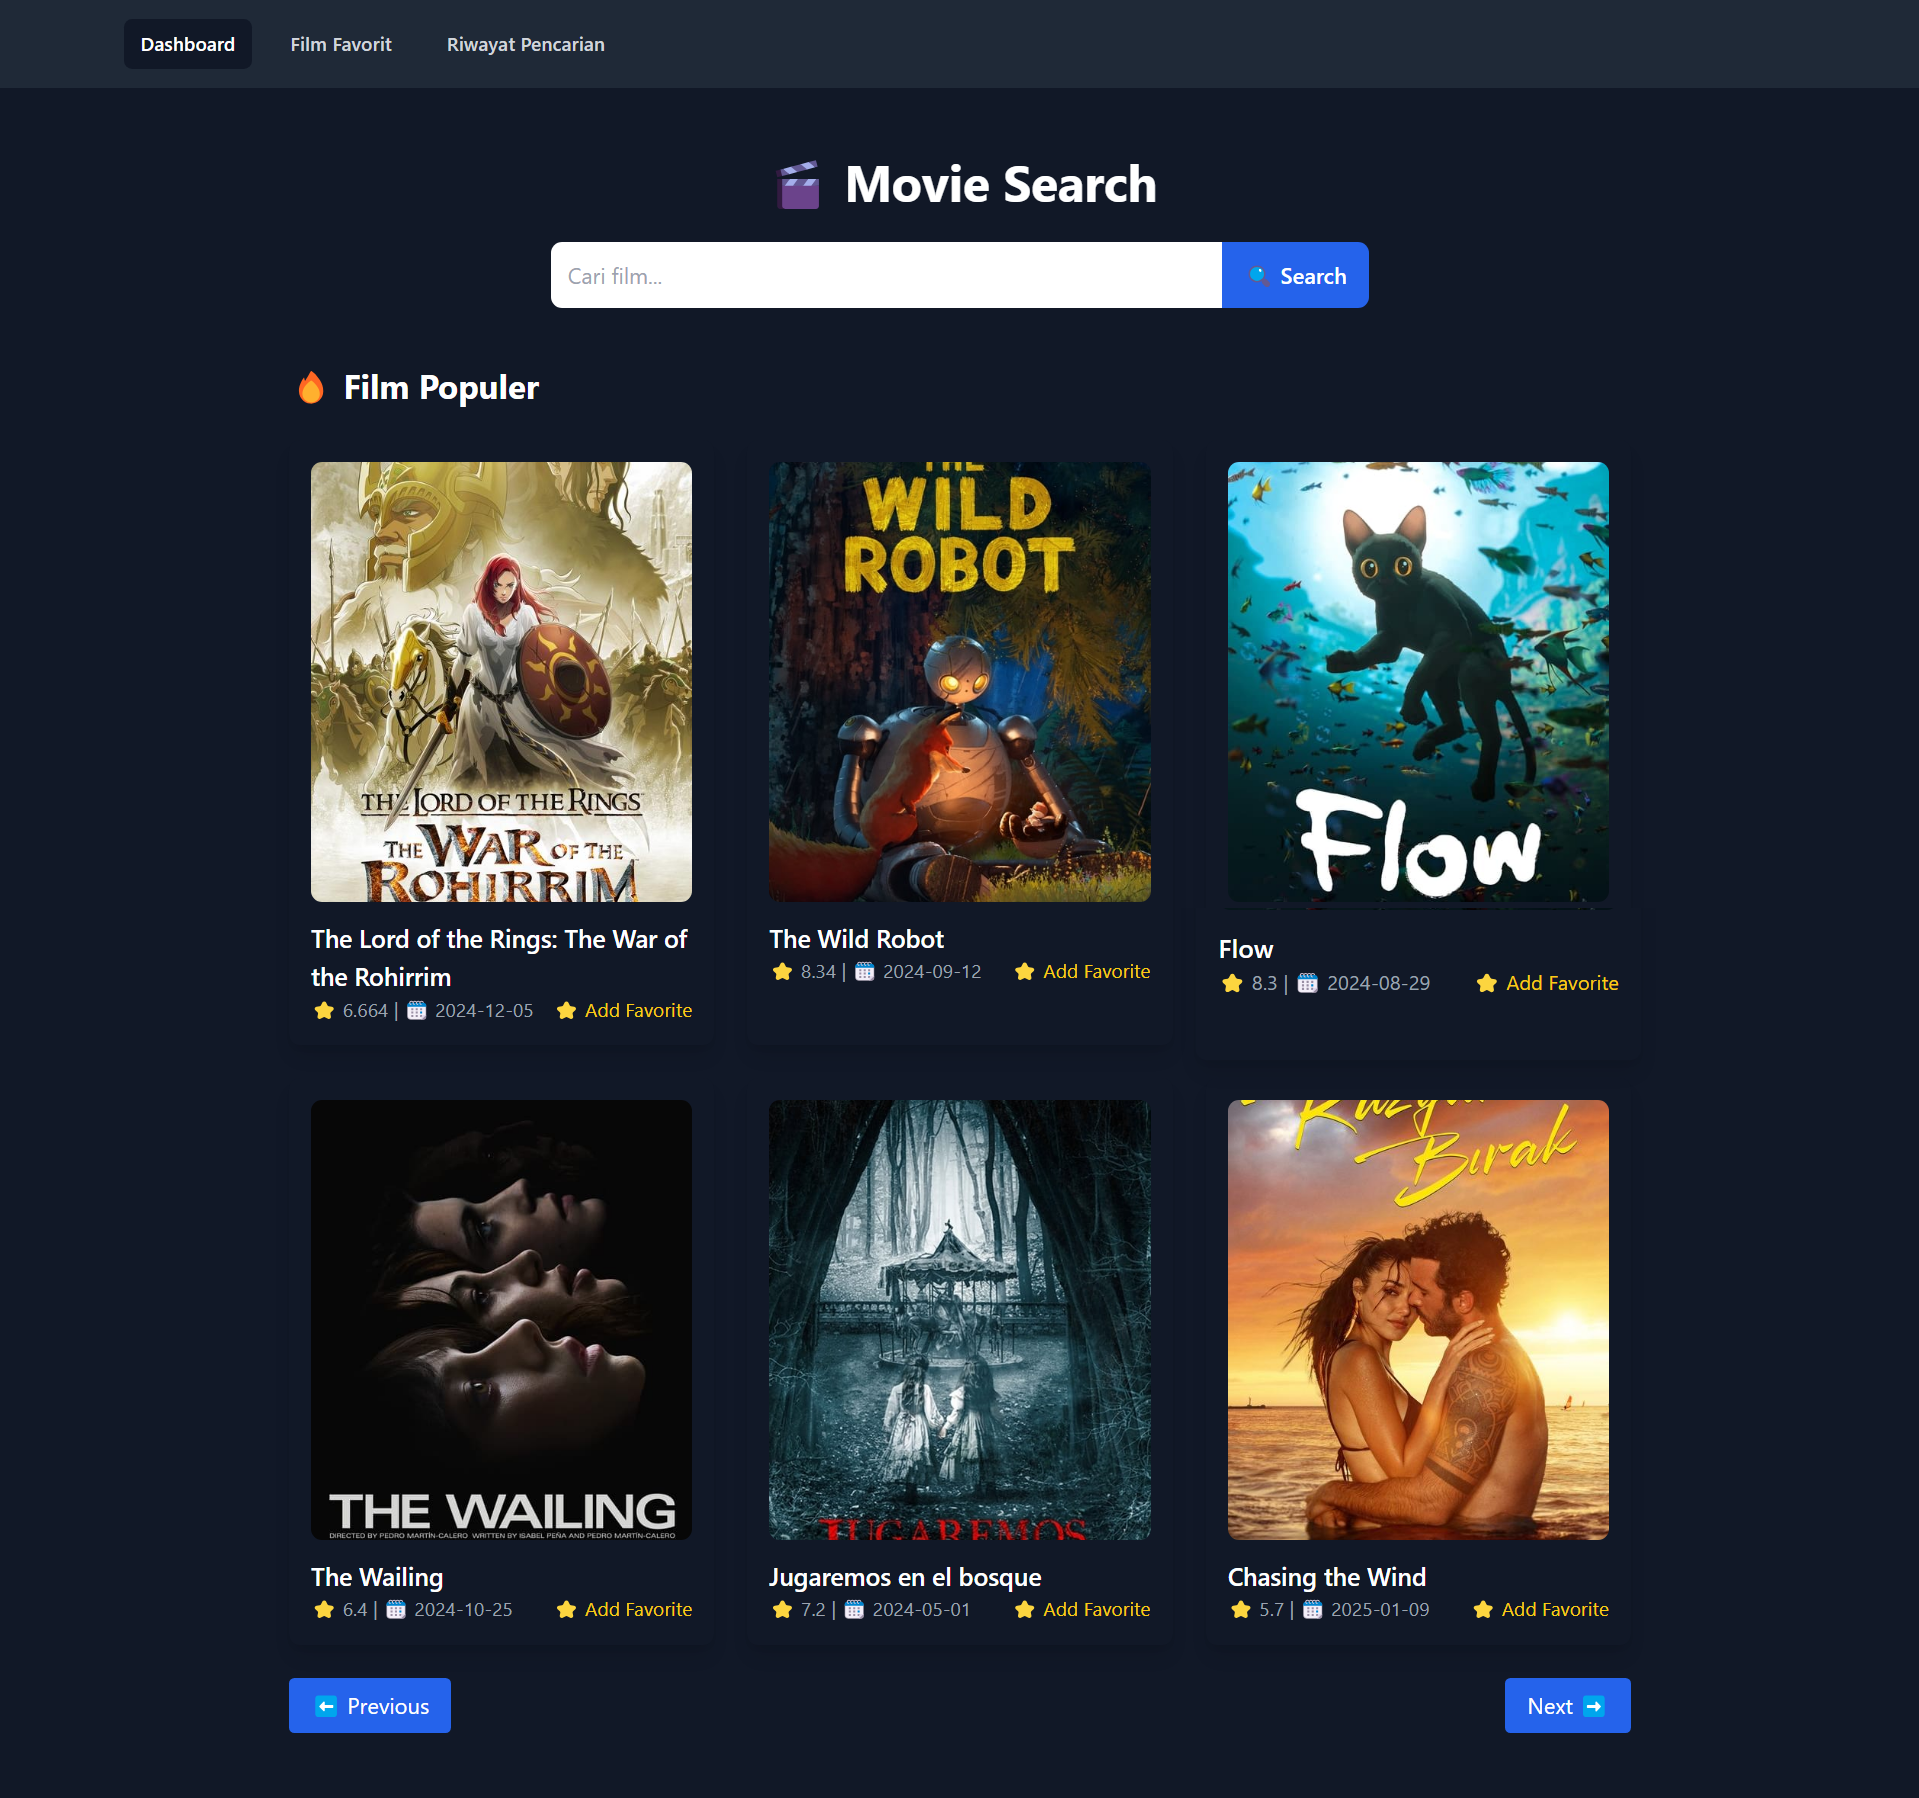 Dashboard
Film Favorit
Riwayat Pencarian
Movie Search
Cari film...
Search
Film Populer
THE LORD OF THE RINGS
THE WAR OF THE
ROHIRRIM
The Lord of the Rings: The War of
the Rohirrim
6.664 | 2024-12-05
Add Favorite
THE
WILD
ROBOT
The Wild Robot
8.34 | 2024-09-12
Add Favorite
Flow
Flow
8.3 | 2024-08-29
Add Favorite
THE WAILING
DIRECTED BY PEDRO MARTÍN-CALERO WRITTEN BY ISABEL PEÑA AND PEDRO MARTÍN-CALERO
The Wailing
6.4 | 2024-10-25
Add Favorite
JUGAREMOS
Jugaremos en el bosque
7.2 | 2024-05-01
Add Favorite
Bırak
Chasing the Wind
5.7 | 2025-01-09
Add Favorite
Previous
Next